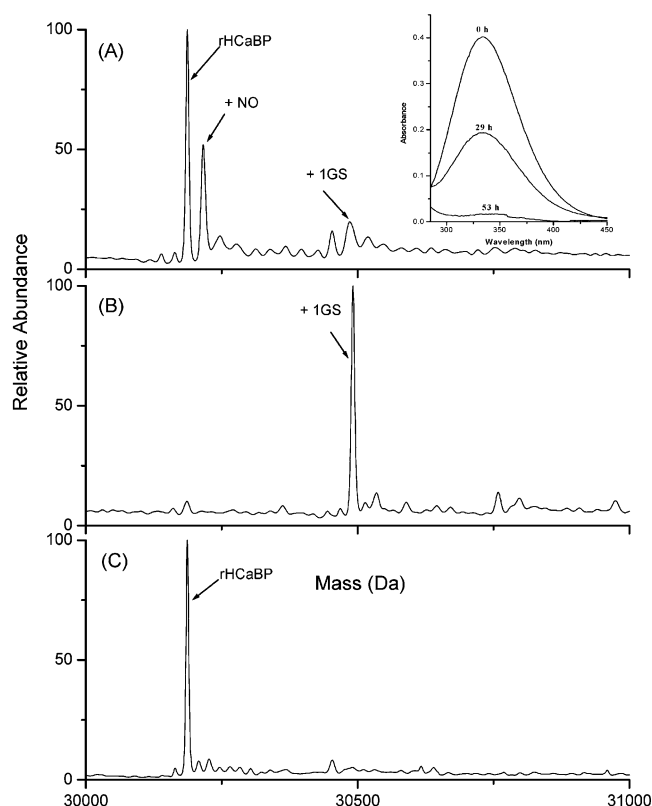 100
(A)
rHCaBP
+ NO
50
+ 1GS
0
0.4
0.3
0.2
0.1
0.0
Absorbance
0 h
29 h
53 h
300
350
400
450
Wavelength (nm)
Relative Abundance
100
(B)
+ 1GS
50
0
100
(C)
rHCaBP
Mass (Da)
50
0
30000
30500
31000